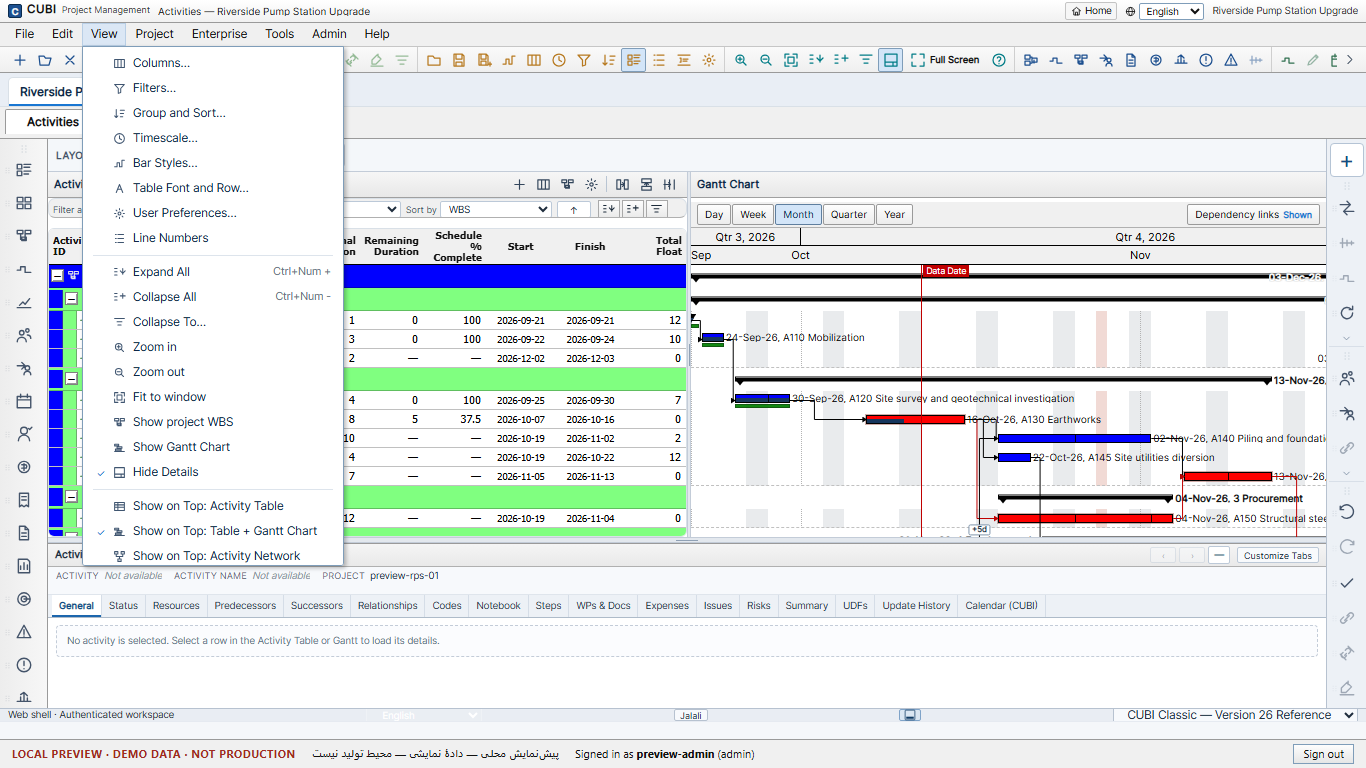 CUBI Project Management Activities — Riverside Pump Station Upgrade Home English Riverside Pump Station Upgrade
File Edit View Project Enterprise Tools Admin Help
Full Screen
Riverside P
Activities
LAYO
Columns...
Filters...
Group and Sort...
Timescale...
Bar Styles...
Table Font and Row...
User Preferences...
Line Numbers
Expand All Ctrl+Num +
Collapse All Ctrl+Num -
Collapse To...
Zoom in
Zoom out
Fit to window
Show project WBS
Show Gantt Chart
Hide Details
Show on Top: Activity Table
Show on Top: Table + Gantt Chart
Show on Top: Activity Network
Activi
Filter a
Sort by WBS
Activi
ID
Remaining
Duration
Schedule
%
Complete
Start
Finish
Total
Float
1 0 100 2026-09-21 2026-09-21 12
3 0 100 2026-09-22 2026-09-24 10
2 — — 2026-12-02 2026-12-03 0
4 0 100 2026-09-25 2026-09-30 7
8 5 37.5 2026-10-07 2026-10-16 0
10 — — 2026-10-19 2026-11-02 2
4 — — 2026-10-19 2026-10-22 12
7 — — 2026-11-05 2026-11-13 0
12 — — 2026-10-19 2026-11-04 0
Gantt Chart
Day Week Month Quarter Year Dependency links Shown
Qtr 3, 2026 Qtr 4, 2026
Sep Oct Nov
Data Date
03-Dec-26
24-Sep-26, A110 Mobilization
13-Nov-26,
30-Sep-26, A120 Site survey and geotechnical investigation
16-Oct-26, A130 Earthworks
02-Nov-26, A140 Piling and foundati
22-Oct-26, A145 Site utilities diversion
13-Nov-26,
04-Nov-26, 3 Procurement
04-Nov-26, A150 Structural stee
+5d
Activi
Customize Tabs
ACTIVITY Not available ACTIVITY NAME Not available PROJECT preview-rps-01
General Status Resources Predecessors Successors Relationships Codes Notebook Steps WPs & Docs Expenses Issues Risks Summary UDFs Update History Calendar (CUBI)
No activity is selected. Select a row in the Activity Table or Gantt to load its details.
Web shell · Authenticated workspace English Jalali CUBI Classic — Version 26 Reference
LOCAL PREVIEW · DEMO DATA · NOT PRODUCTION پیش‌نمایش محلی — دادهٔ نمایشی — محیط تولید نیست Signed in as preview-admin (admin) Sign out